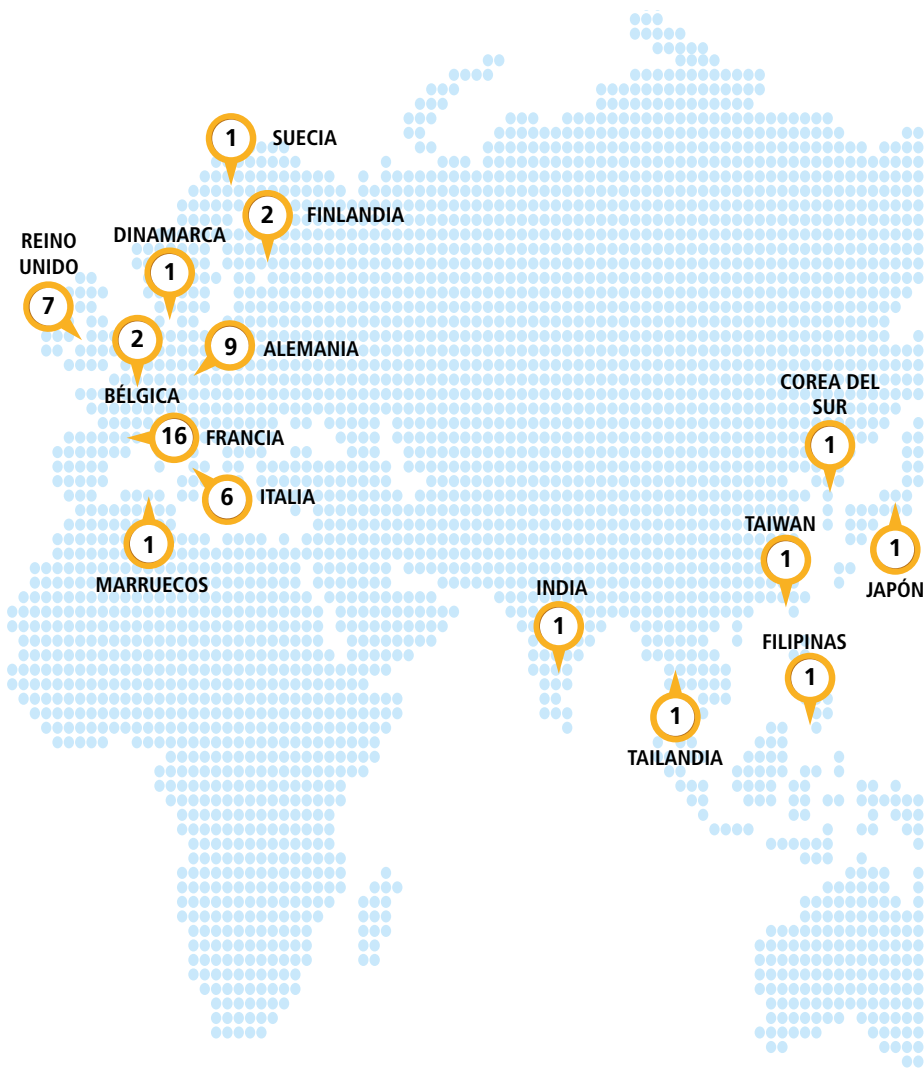 1
SUECIA
2
FINLANDIA
DINAMARCA
1
REINO
UNIDO
7
2
BÉLGICA
9
ALEMANIA
16
FRANCIA
6
ITALIA
1
MARRUECOS
COREA DEL
SUR
1
TAIWAN
1
1
JAPÓN
INDIA
1
FILIPINAS
1
1
TAILANDIA